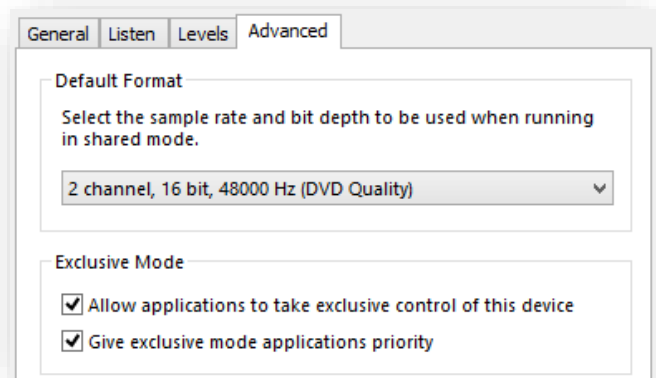 General Listen Levels Advanced
Default Format
Select the sample rate and bit depth to be used when running
in shared mode.
2 channel, 16 bit, 48000 Hz (DVD Quality)
Exclusive Mode
Allow applications to take exclusive control of this device
Give exclusive mode applications priority